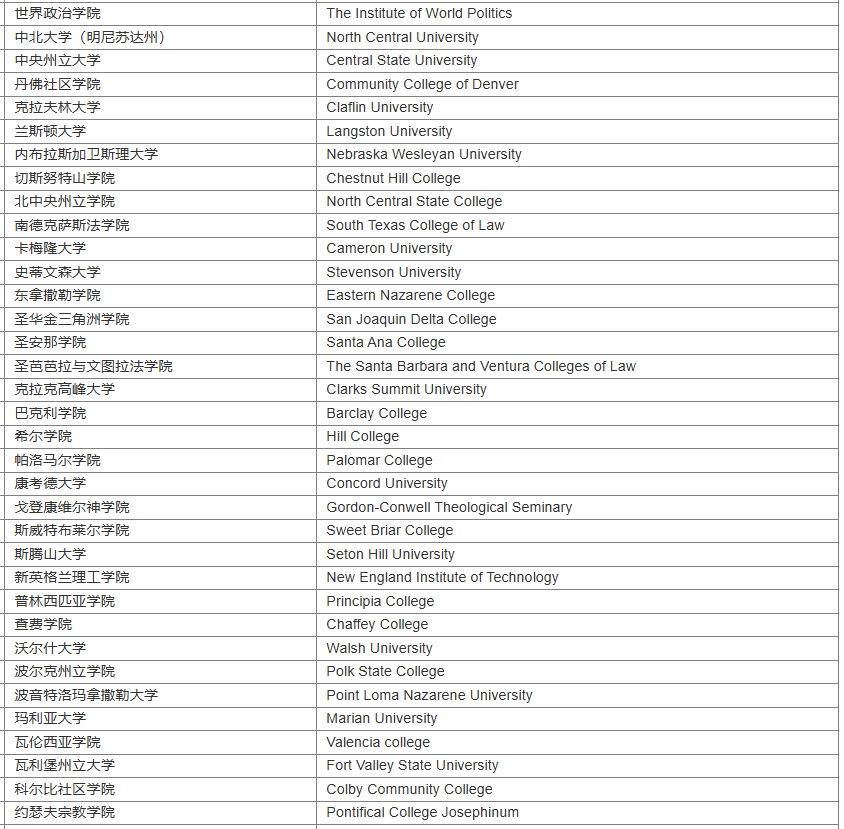 世界政治学院 The Institute of World Politics
中北大学（明尼苏达州） North Central University
中央州立大学 Central State University
丹佛社区学院 Community College of Denver
克拉夫林大学 Claflin University
兰斯顿大学 Langston University
内布拉斯加卫斯理大学 Nebraska Wesleyan University
切斯努特山学院 Chestnut Hill College
北中央州立学院 North Central State College
南德克萨斯法学院 South Texas College of Law
卡梅隆大学 Cameron University
史蒂文森大学 Stevenson University
东拿撒勒学院 Eastern Nazarene College
圣华金三角洲学院 San Joaquin Delta College
圣安那学院 Santa Ana College
圣芭芭拉与文图拉法学院 The Santa Barbara and Ventura Colleges of Law
克拉克高峰大学 Clarks Summit University
巴克利学院 Barclay College
希尔学院 Hill College
帕洛马尔学院 Palomar College
康考德大学 Concord University
戈登康维尔神学院 Gordon-Conwell Theological Seminary
斯威特布莱尔学院 Sweet Briar College
斯腾山大学 Seton Hill University
新英格兰理工学院 New England Institute of Technology
普林西匹亚学院 Principia College
查费学院 Chaffey College
沃尔什大学 Walsh University
波尔克州立学院 Polk State College
波音特洛玛拿撒勒大学 Point Loma Nazarene University
玛利亚大学 Marian University
瓦伦西亚学院 Valencia college
瓦利堡州立大学 Fort Valley State University
科尔比社区学院 Colby Community College
约瑟夫宗教学院 Pontifical College Josephinum